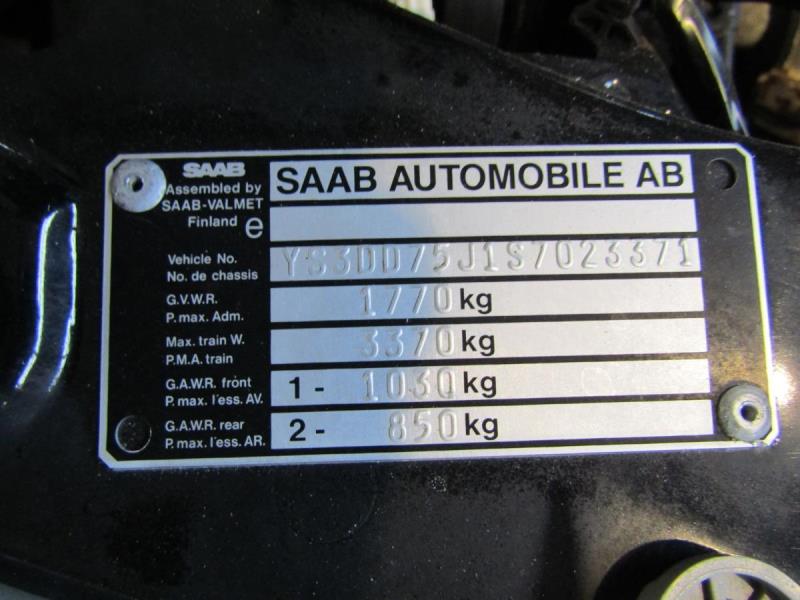 SAAB
Assembled by
SAAB-VALMET
Finland
e
SAAB AUTOMOBILE AB
Vehicle No.
No. de chassis
YS3DD75J1S7023371
G.V.W.R.
P. max. Adm.
1770 kg
Max. train W.
P.M.A. train
3370 kg
G.A.W.R. front
P. max. l'ess. AV.
1 - 1030 kg
G.A.W.R. rear
P. max. l'ess. AR.
2 - 850 kg